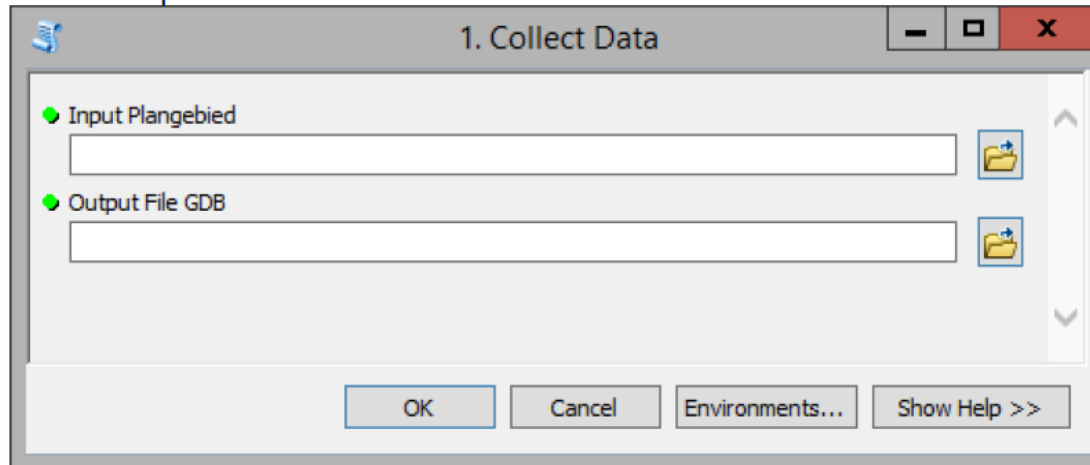 1. Collect Data
Input Plangebied
Output File GDB
OK Cancel Environments... Show Help >>